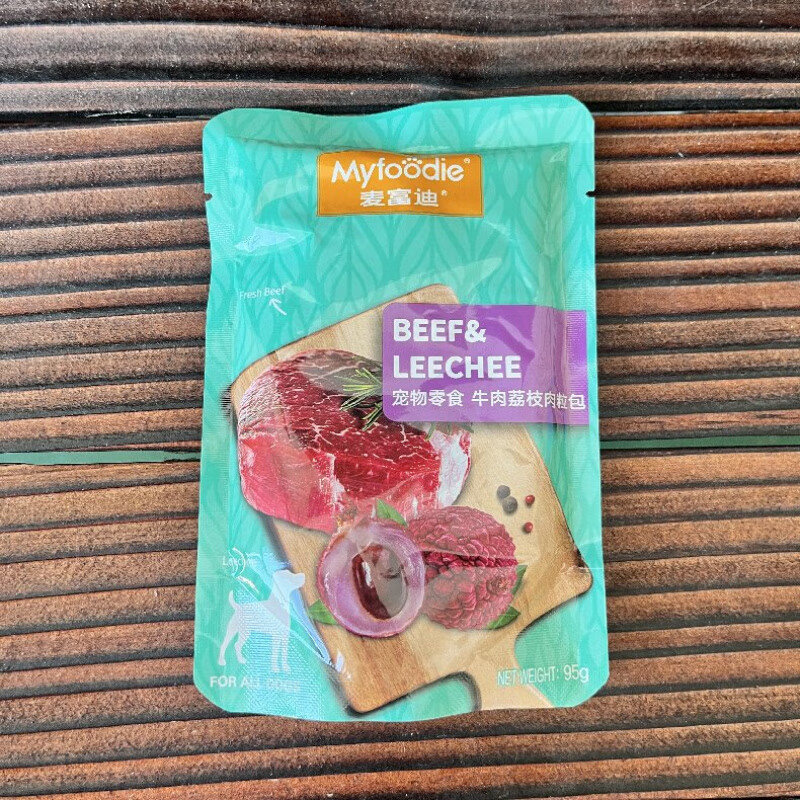 Myfoodie®
麦富迪®
Fresh Beef
BEEF&
LEECHEE
宠物零食 牛肉荔枝肉粒包
Leechee
FOR ALL DOGS
NET WEIGHT: 95g